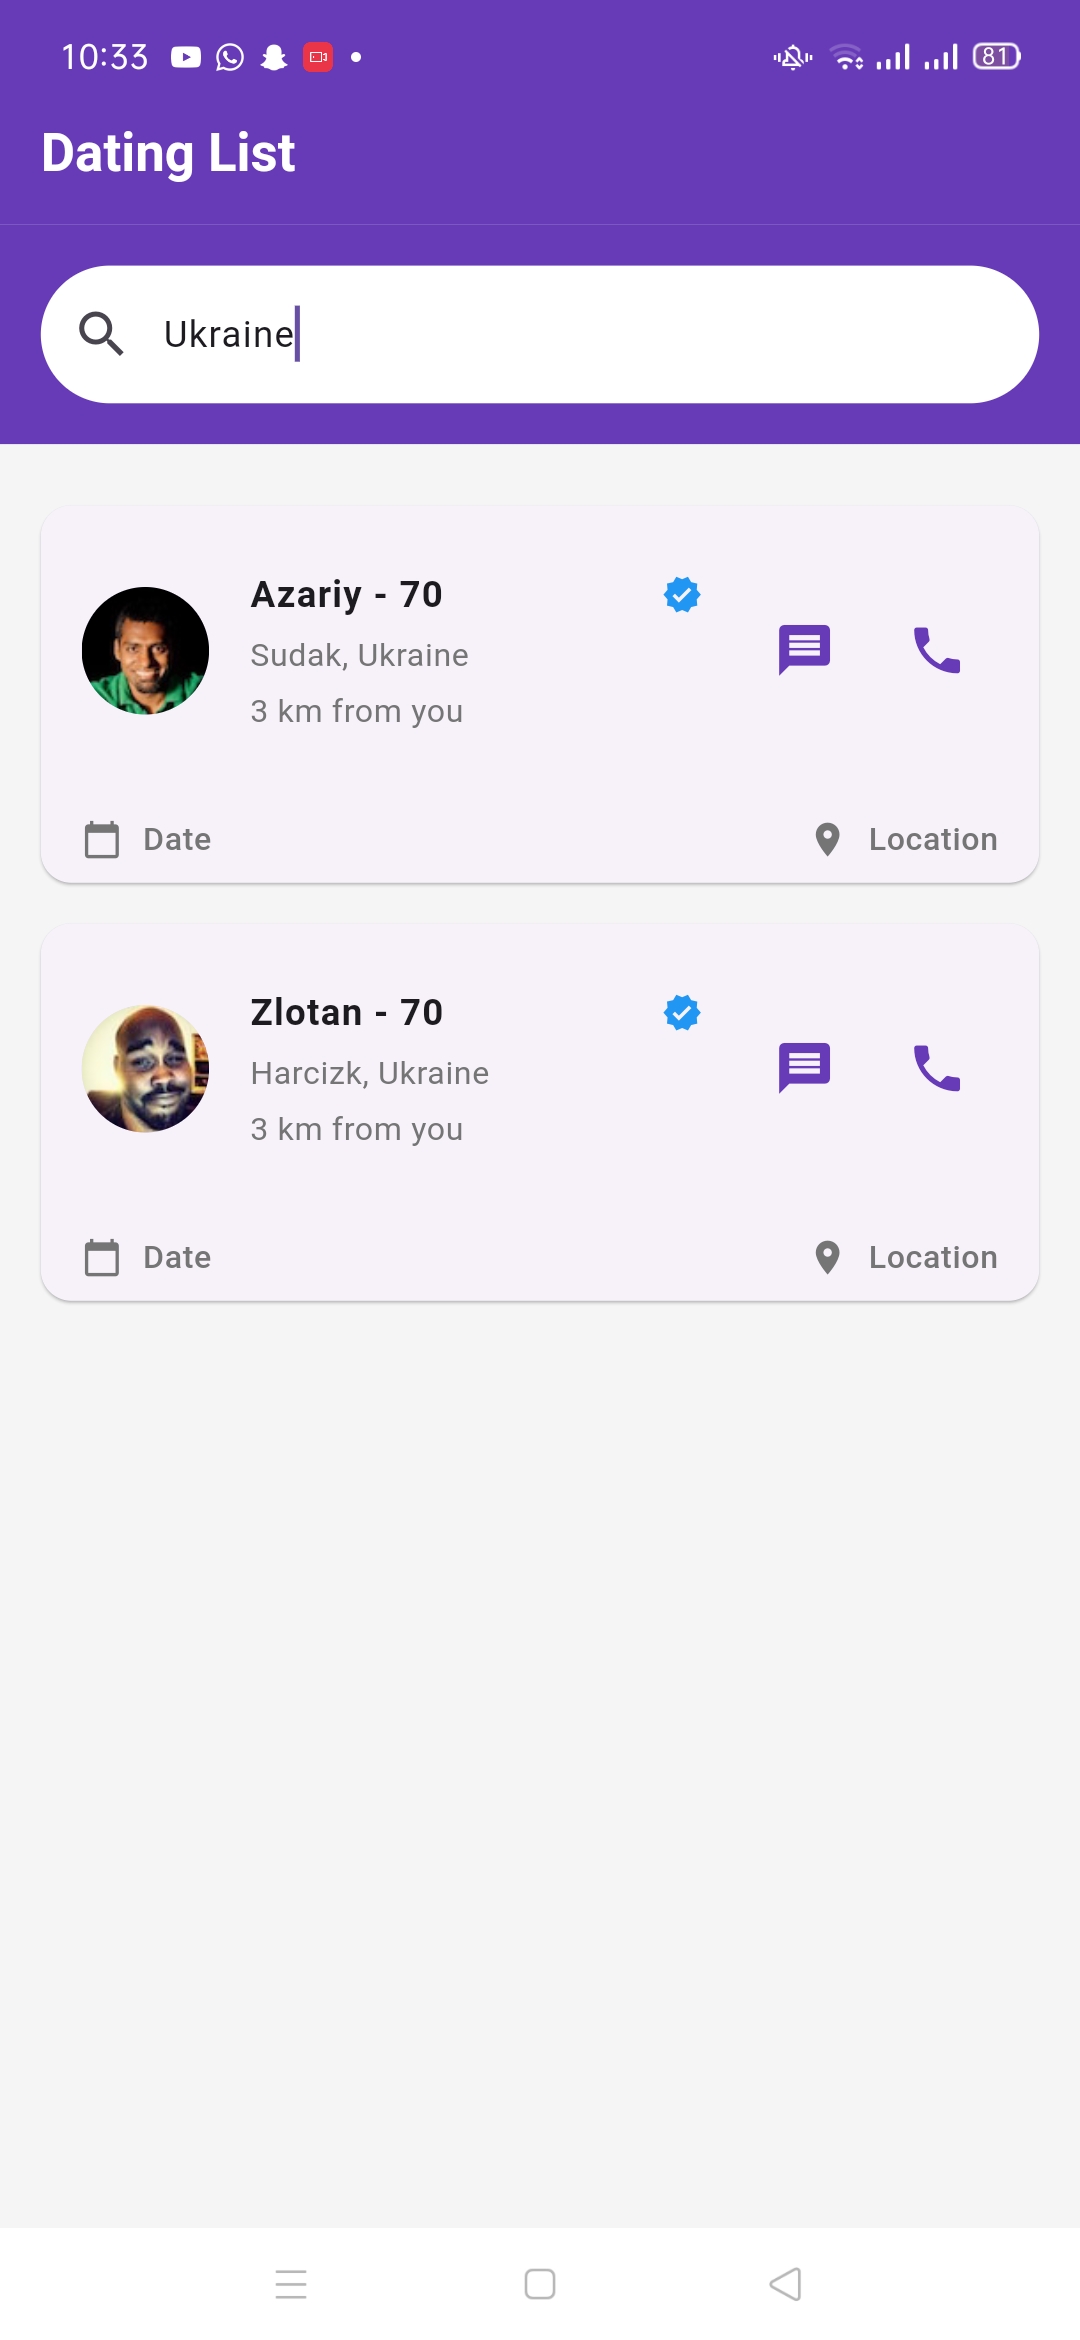 10:33
81
Dating List
Ukraine
Azariy - 70
Sudak, Ukraine
3 km from you
Date
Location
Zlotan - 70
Harcizk, Ukraine
3 km from you
Date
Location